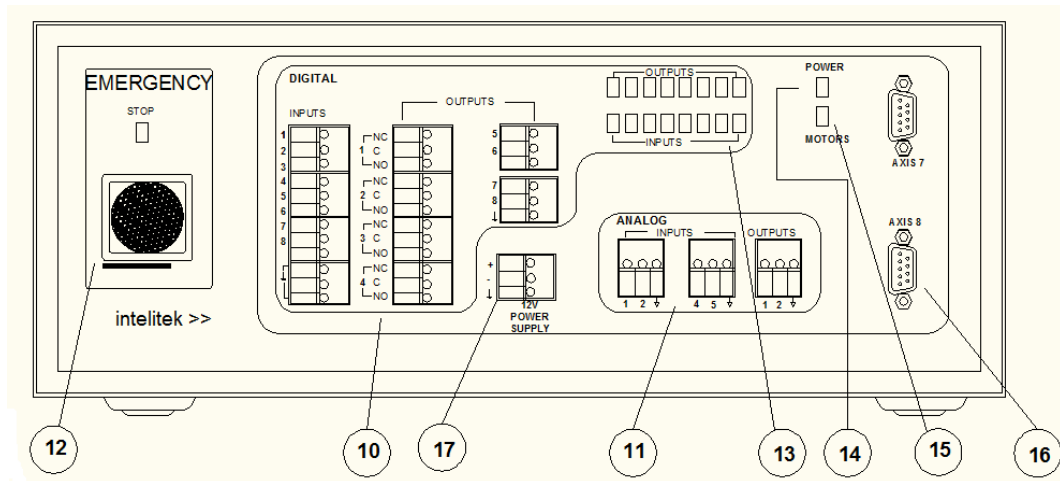 EMERGENCY
STOP
intelitek >>
DIGITAL
INPUTS
1
2
3
4
5
6
7
8
OUTPUTS
1
NC
C
NO
2
NC
C
NO
3
NC
C
NO
4
NC
C
NO
5
6
7
8
+
-
12V
POWER
SUPPLY
OUTPUTS
INPUTS
POWER
MOTORS
AXIS 7
AXIS 8
ANALOG
INPUTS OUTPUTS
1 2 4 5 1 2
12 10 17 11 13 14 15 16